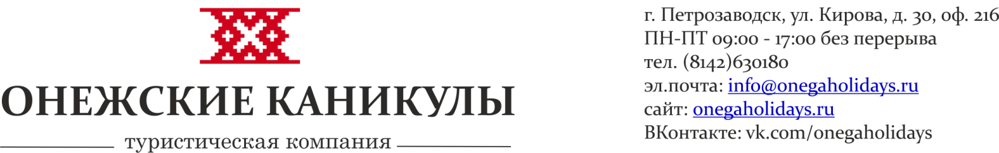 ОНЕЖСКИЕ КАНИКУЛЫ
туристическая компания
г. Петрозаводск, ул. Кирова, д. 30, оф. 216
ПН-ПТ 09:00 - 17:00 без перерыва
тел. (8142)630180
эл.почта: info@onegaholidays.ru
сайт: onegaholidays.ru
ВКонтакте: vk.com/onegaholidays